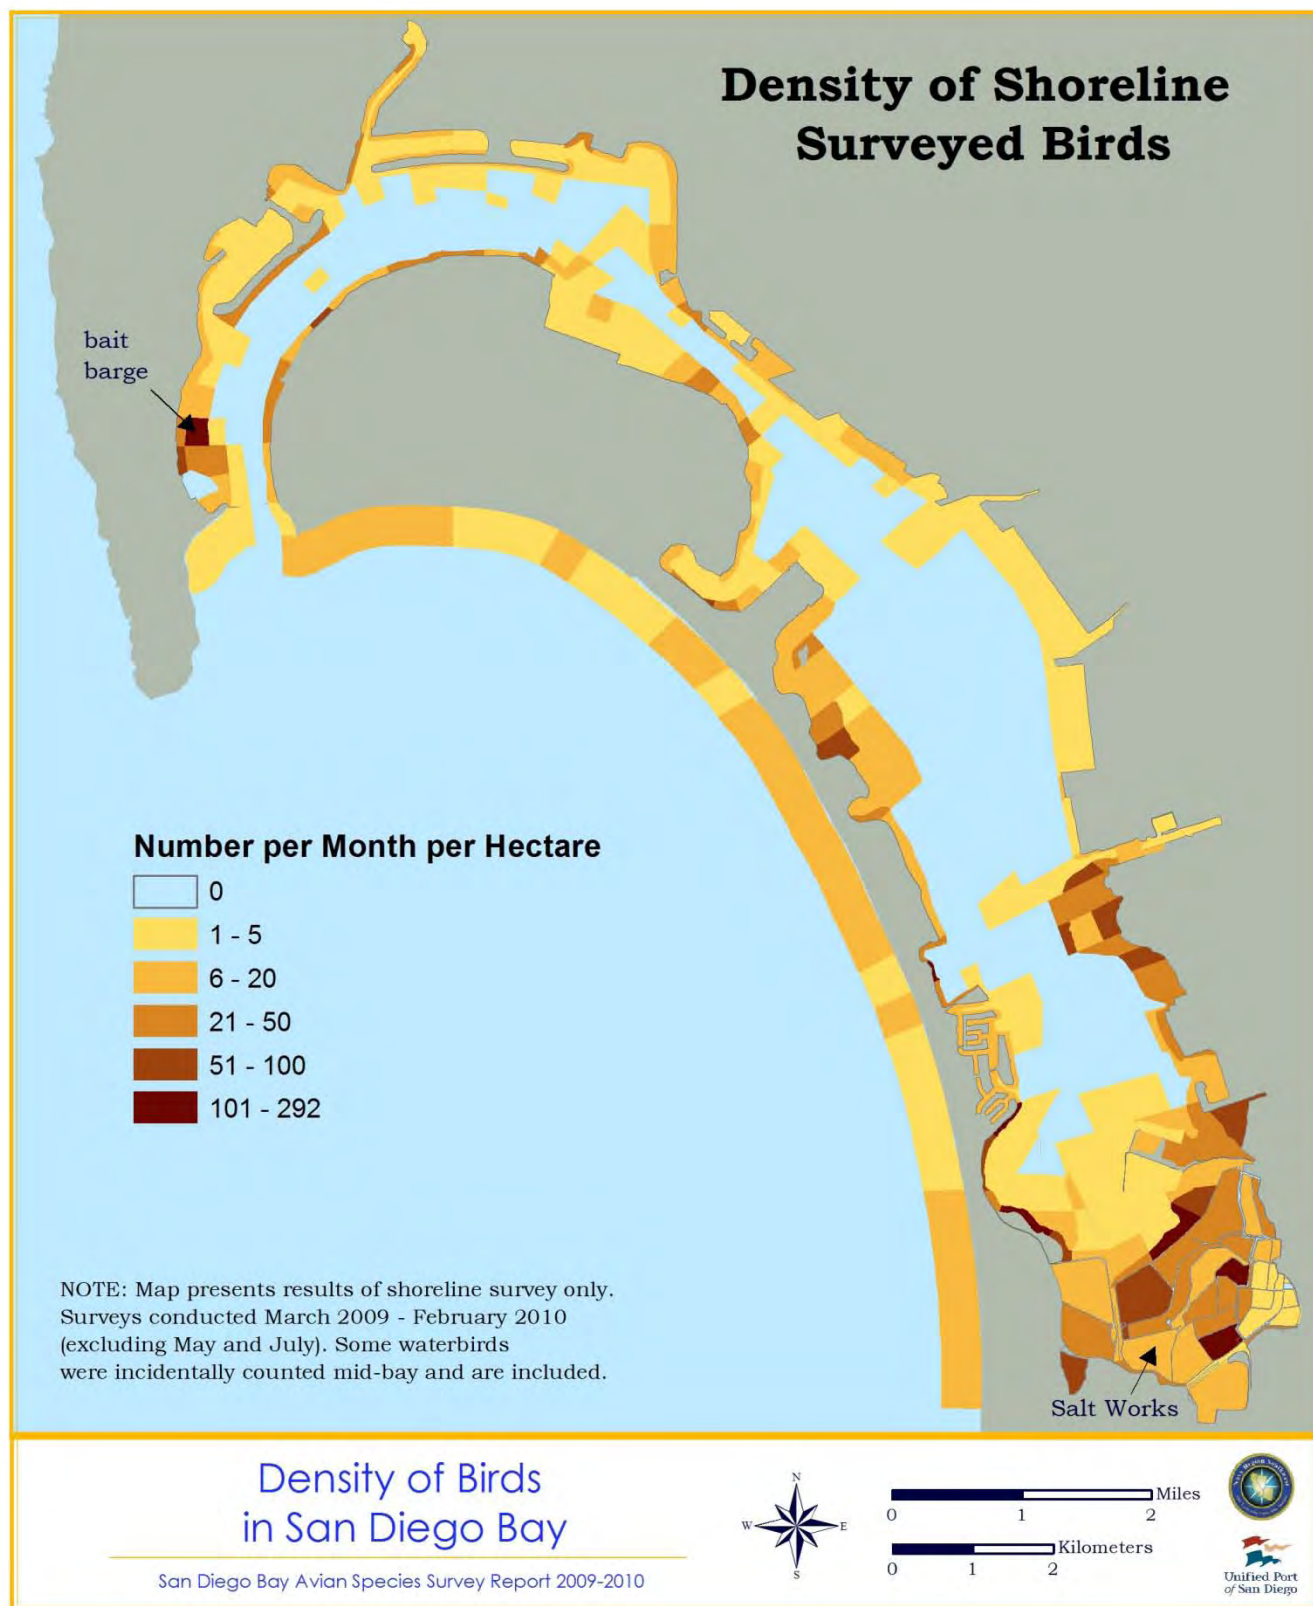 Density of Shoreline
Surveyed Birds
bait
barge
Number per Month per Hectare
0
1 - 5
6 - 20
21 - 50
51 - 100
101 - 292
NOTE: Map presents results of shoreline survey only.
Surveys conducted March 2009 - February 2010
(excluding May and July). Some waterbirds
were incidentally counted mid-bay and are included.
Salt Works
Density of Birds
in San Diego Bay
San Diego Bay Avian Species Survey Report 2009-2010
N
W E
S
Miles
0 1 2
Kilometers
0 1 2
Navy Region Southwest
Unified Port
of San Diego